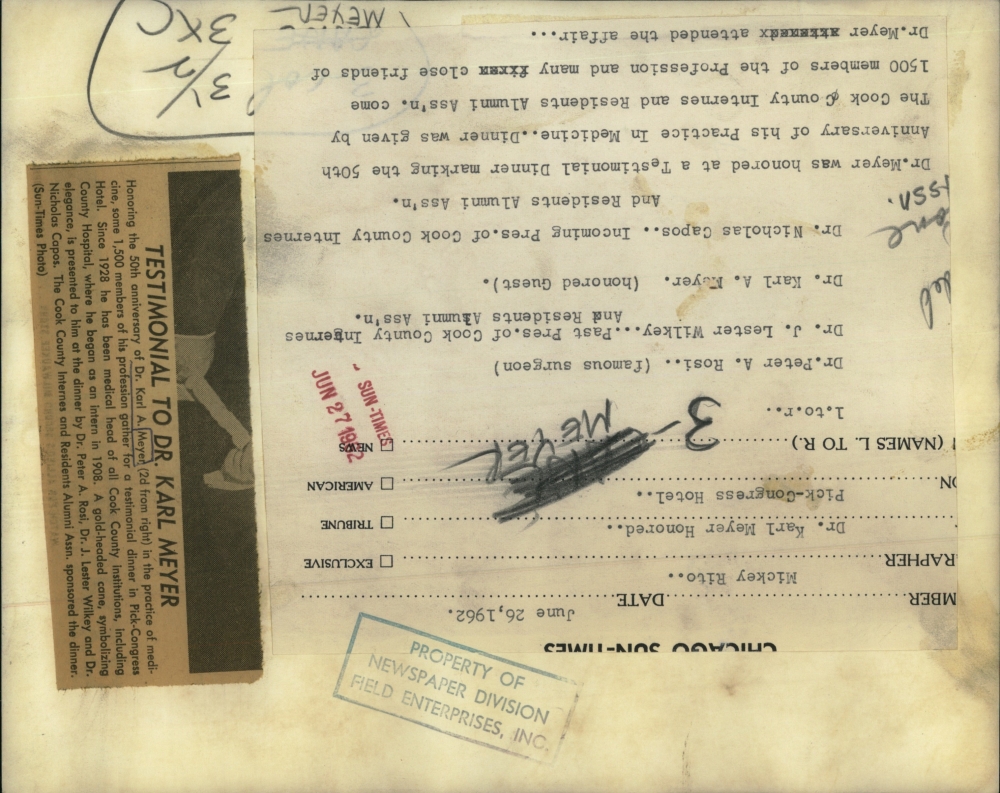 CHICAGO SUN-TIMES
June 26,1962.
MBER DATE
Mickey Rito..
RAPHER
☐ EXCLUSIVE
Dr. Karl Meyer Honored..
☐ TRIBUNE
Pick-Congress Hotel..
ON
☐ AMERICAN
(NAMES L. TO R.)
☐ NEWS
3 - MEYER
l.to.r..
Dr.Peter A. Rosi.. (famous surgeon)
Dr. J. Lester Wilkey...Past Pres.of Cook County Internes
And Residents Alumni Ass'n.
Dr. Karl A. Meyer. (honored Guest).
Dr. Nicholas Capos.. Incoming Pres.of Cook County Internes
And Residents Alumni Ass'n.
Dr.Meyer was honored at a Testimonial Dinner marking the 50th
Anniversary of his Practice In Medicine..Dinner was given by
The Cook County Internes and Residents Alumni Ass'n. come
1500 members of the Profession and many close friends of
Dr.Meyer attended the affair...
SUN-TIMES
JUN 27 1962
PROPERTY OF
NEWSPAPER DIVISION
FIELD ENTERPRISES, INC.
TESTIMONIAL TO DR. KARL MEYER
Honoring the 50th anniversary of Dr. Karl A. Meyer (2d from right) in the practice of medi-
cine, some 1,500 members of his profession gather for a testimonial dinner in Pick-Congress
Hotel. Since 1928 he has been medical head of all Cook County institutions, including
County Hospital, where he began as an intern in 1908. A gold-headed cane, symbolizing
elegance, is presented to him at the dinner by Dr. Peter A. Rosi, Dr. J. Lester Wilkey and Dr.
Nicholas Capos. The Cook County Internes and Residents Alumni Assn. sponsored the dinner.
(Sun-Times Photo)
MEYER
3 1/4
3xC
Assn.